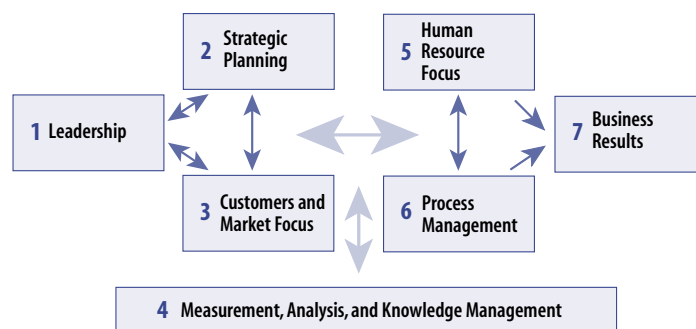 1 Leadership
2 Strategic
Planning
3 Customers and
Market Focus
5 Human
Resource
Focus
6 Process
Management
7 Business
Results
4 Measurement, Analysis, and Knowledge Management